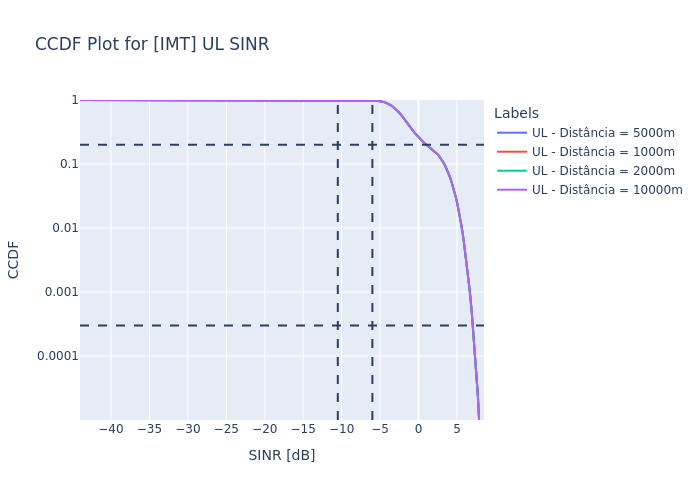 CCDF Plot for [IMT] UL SINR
Labels
UL - Distância = 5000m
UL - Distância = 1000m
UL - Distância = 2000m
UL - Distância = 10000m
CCDF
1
0.1
0.01
0.001
0.0001
−40 −35 −30 −25 −20 −15 −10 −5 0 5
SINR [dB]